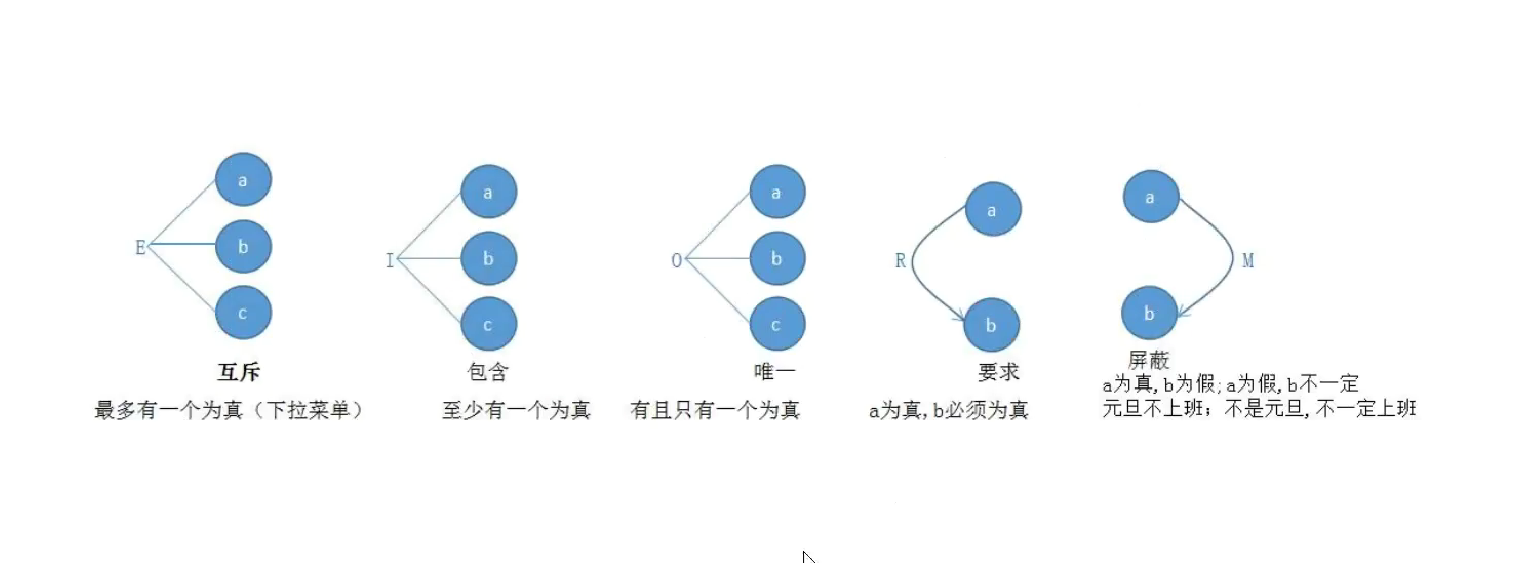 a
b
c
E
互斥
最多有一个为真（下拉菜单）
a
b
c
I
包含
至少有一个为真
a
b
c
O
唯一
有且只有一个为真
a
R
b
要求
a为真,b必须为真
a
M
b
屏蔽
a为真,b为假;a为假,b不一定
元旦不上班；不是元旦,不一定上班